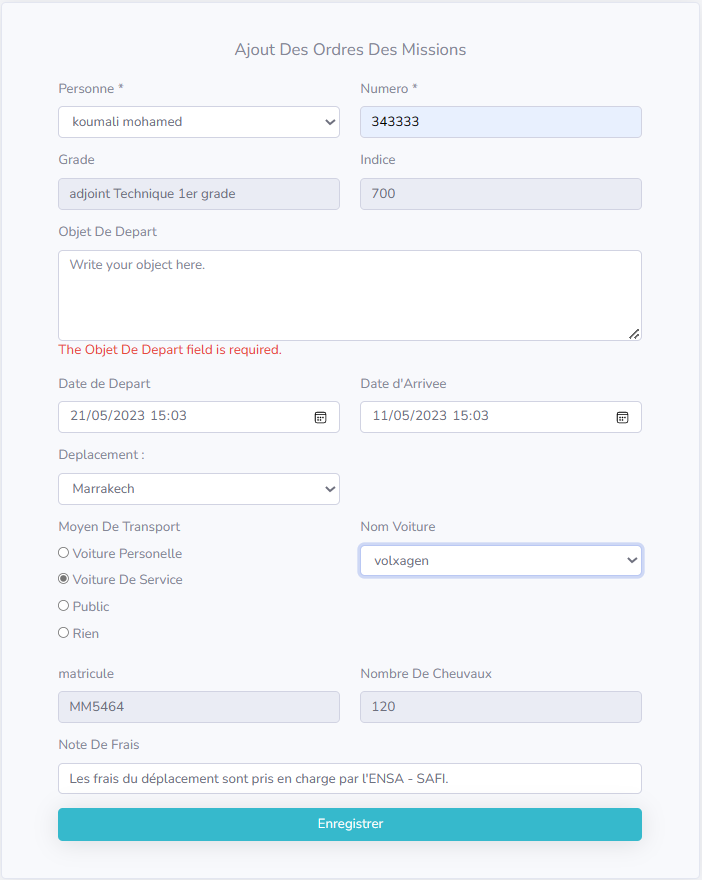 Ajout Des Ordres Des Missions
Personne * Numero *
koumali mohamed 343333
Grade Indice
adjoint Technique 1er grade 700
Objet De Depart
Write your object here.
The Objet De Depart field is required.
Date de Depart Date d'Arrivee
21/05/2023 15:03 11/05/2023 15:03
Deplacement :
Marrakech
Moyen De Transport Nom Voiture
Voiture Personelle volxagen
Voiture De Service
Public
Rien
matricule Nombre De Cheuvaux
MM5464 120
Note De Frais
Les frais du déplacement sont pris en charge par l'ENSA - SAFI.
Enregistrer